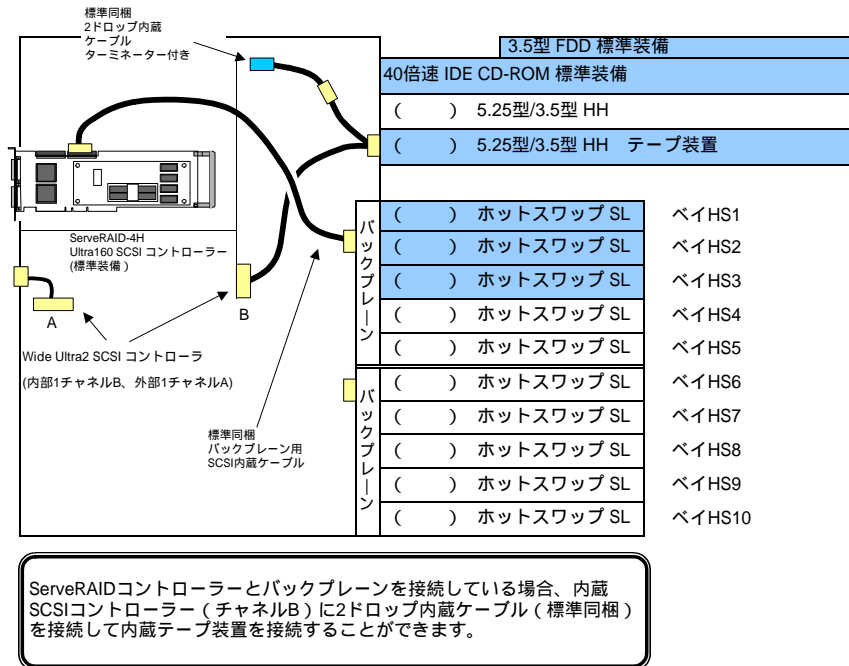 標準同梱
2ドロップ内蔵
ケーブル
ターミネーター付き
3.5型 FDD 標準装備
40倍速 IDE CD-ROM 標準装備
(　　) 5.25型/3.5型 HH
(　　) 5.25型/3.5型 HH　テープ装置
ServeRAID-4H
Ultra160 SCSI コントローラー
(標準装備 )
A
B
Wide Ultra2 SCSI コントローラ
(内部1チャネルB、外部1チャネルA)
標準同梱
バックプレーン用
SCSI内蔵ケーブル
バックプレーン
(　　) ホットスワップ SL　ベイHS1
(　　) ホットスワップ SL　ベイHS2
(　　) ホットスワップ SL　ベイHS3
(　　) ホットスワップ SL　ベイHS4
(　　) ホットスワップ SL　ベイHS5
バックプレーン
(　　) ホットスワップ SL　ベイHS6
(　　) ホットスワップ SL　ベイHS7
(　　) ホットスワップ SL　ベイHS8
(　　) ホットスワップ SL　ベイHS9
(　　) ホットスワップ SL　ベイHS10
ServeRAIDコントローラーとバックプレーンを接続している場合、内蔵
SCSIコントローラー（チャネルB）に2ドロップ内蔵ケーブル（標準同梱）
を接続して内蔵テープ装置を接続することができます。